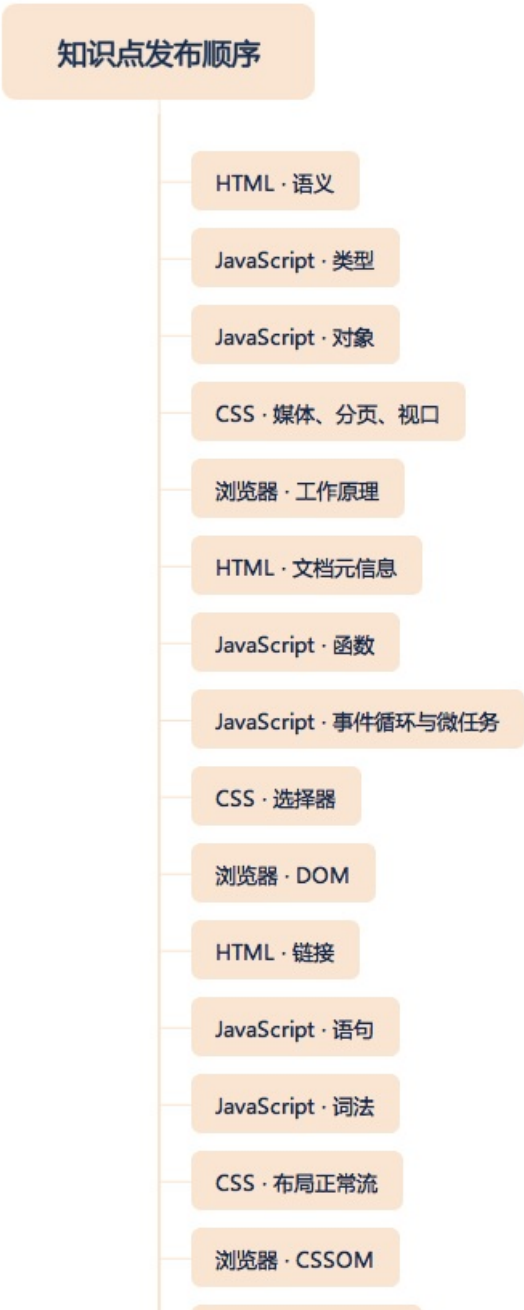 知识点发布顺序
HTML · 语义
JavaScript · 类型
JavaScript · 对象
CSS · 媒体、分页、视口
浏览器 · 工作原理
HTML · 文档元信息
JavaScript · 函数
JavaScript · 事件循环与微任务
CSS · 选择器
浏览器 · DOM
HTML · 链接
JavaScript · 语句
JavaScript · 词法
CSS · 布局正常流
浏览器 · CSSOM